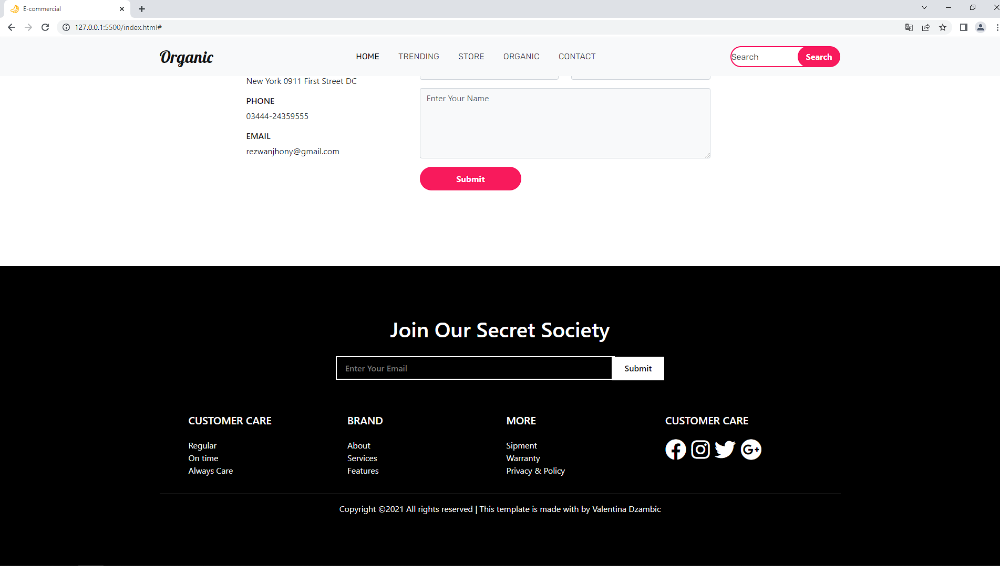 E-commercial
127.0.0.1:5500/index.html#
Organic
HOME TRENDING STORE ORGANIC CONTACT
Search Search
New York 0911 First Street DC
PHONE
03444-24359555
EMAIL
rezwanjhony@gmail.com
Enter Your Name
Submit
Join Our Secret Society
Enter Your Email Submit
CUSTOMER CARE
Regular
On time
Always Care
BRAND
About
Services
Features
MORE
Sipment
Warranty
Privacy & Policy
CUSTOMER CARE
G+
Copyright ©2021 All rights reserved | This template is made with by Valentina Dzambic